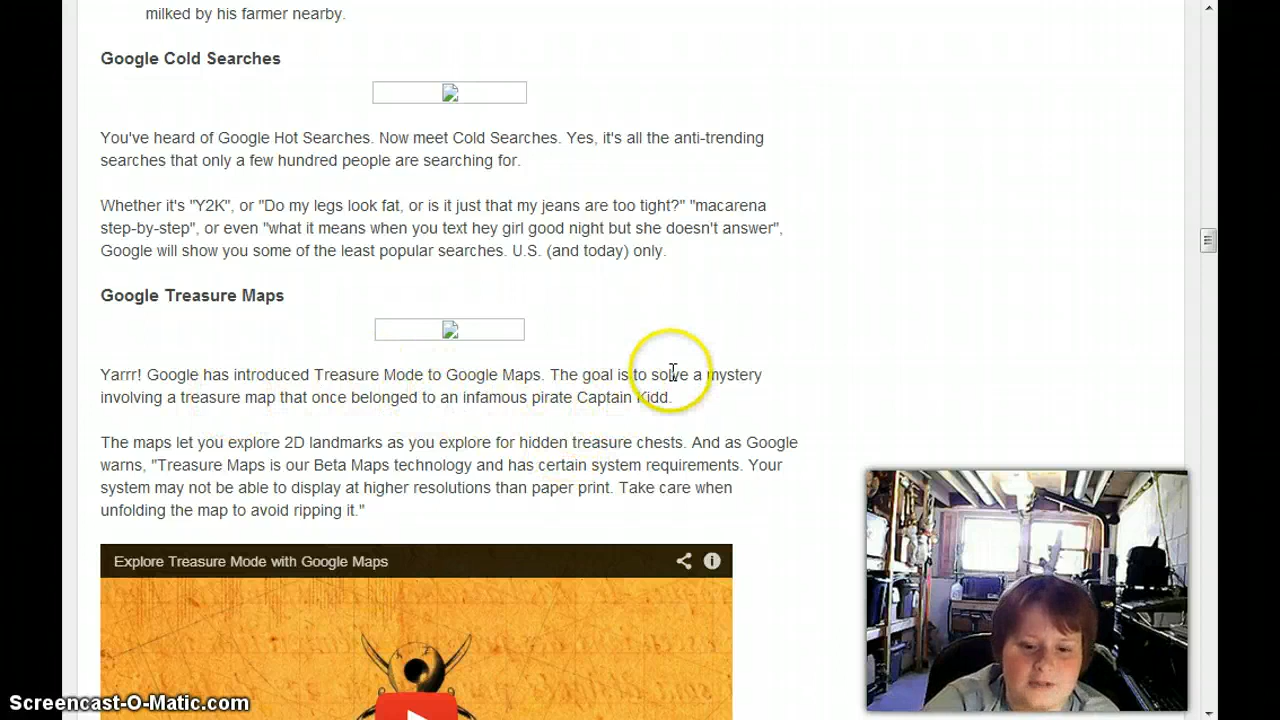 milked by his farmer nearby.
Google Cold Searches
You've heard of Google Hot Searches. Now meet Cold Searches. Yes, it's all the anti-trending
searches that only a few hundred people are searching for.
Whether it's "Y2K", or "Do my legs look fat, or is it just that my jeans are too tight?" "macarena
step-by-step", or even "what it means when you text hey girl good night but she doesn't answer",
Google will show you some of the least popular searches. U.S. (and today) only.
Google Treasure Maps
Yarrr! Google has introduced Treasure Mode to Google Maps. The goal is to solve a mystery
involving a treasure map that once belonged to an infamous pirate Captain Kidd.
The maps let you explore 2D landmarks as you explore for hidden treasure chests. And as Google
warns, "Treasure Maps is our Beta Maps technology and has certain system requirements. Your
system may not be able to display at higher resolutions than paper print. Take care when
unfolding the map to avoid ripping it."
Explore Treasure Mode with Google Maps
Screencast-O-Matic.com